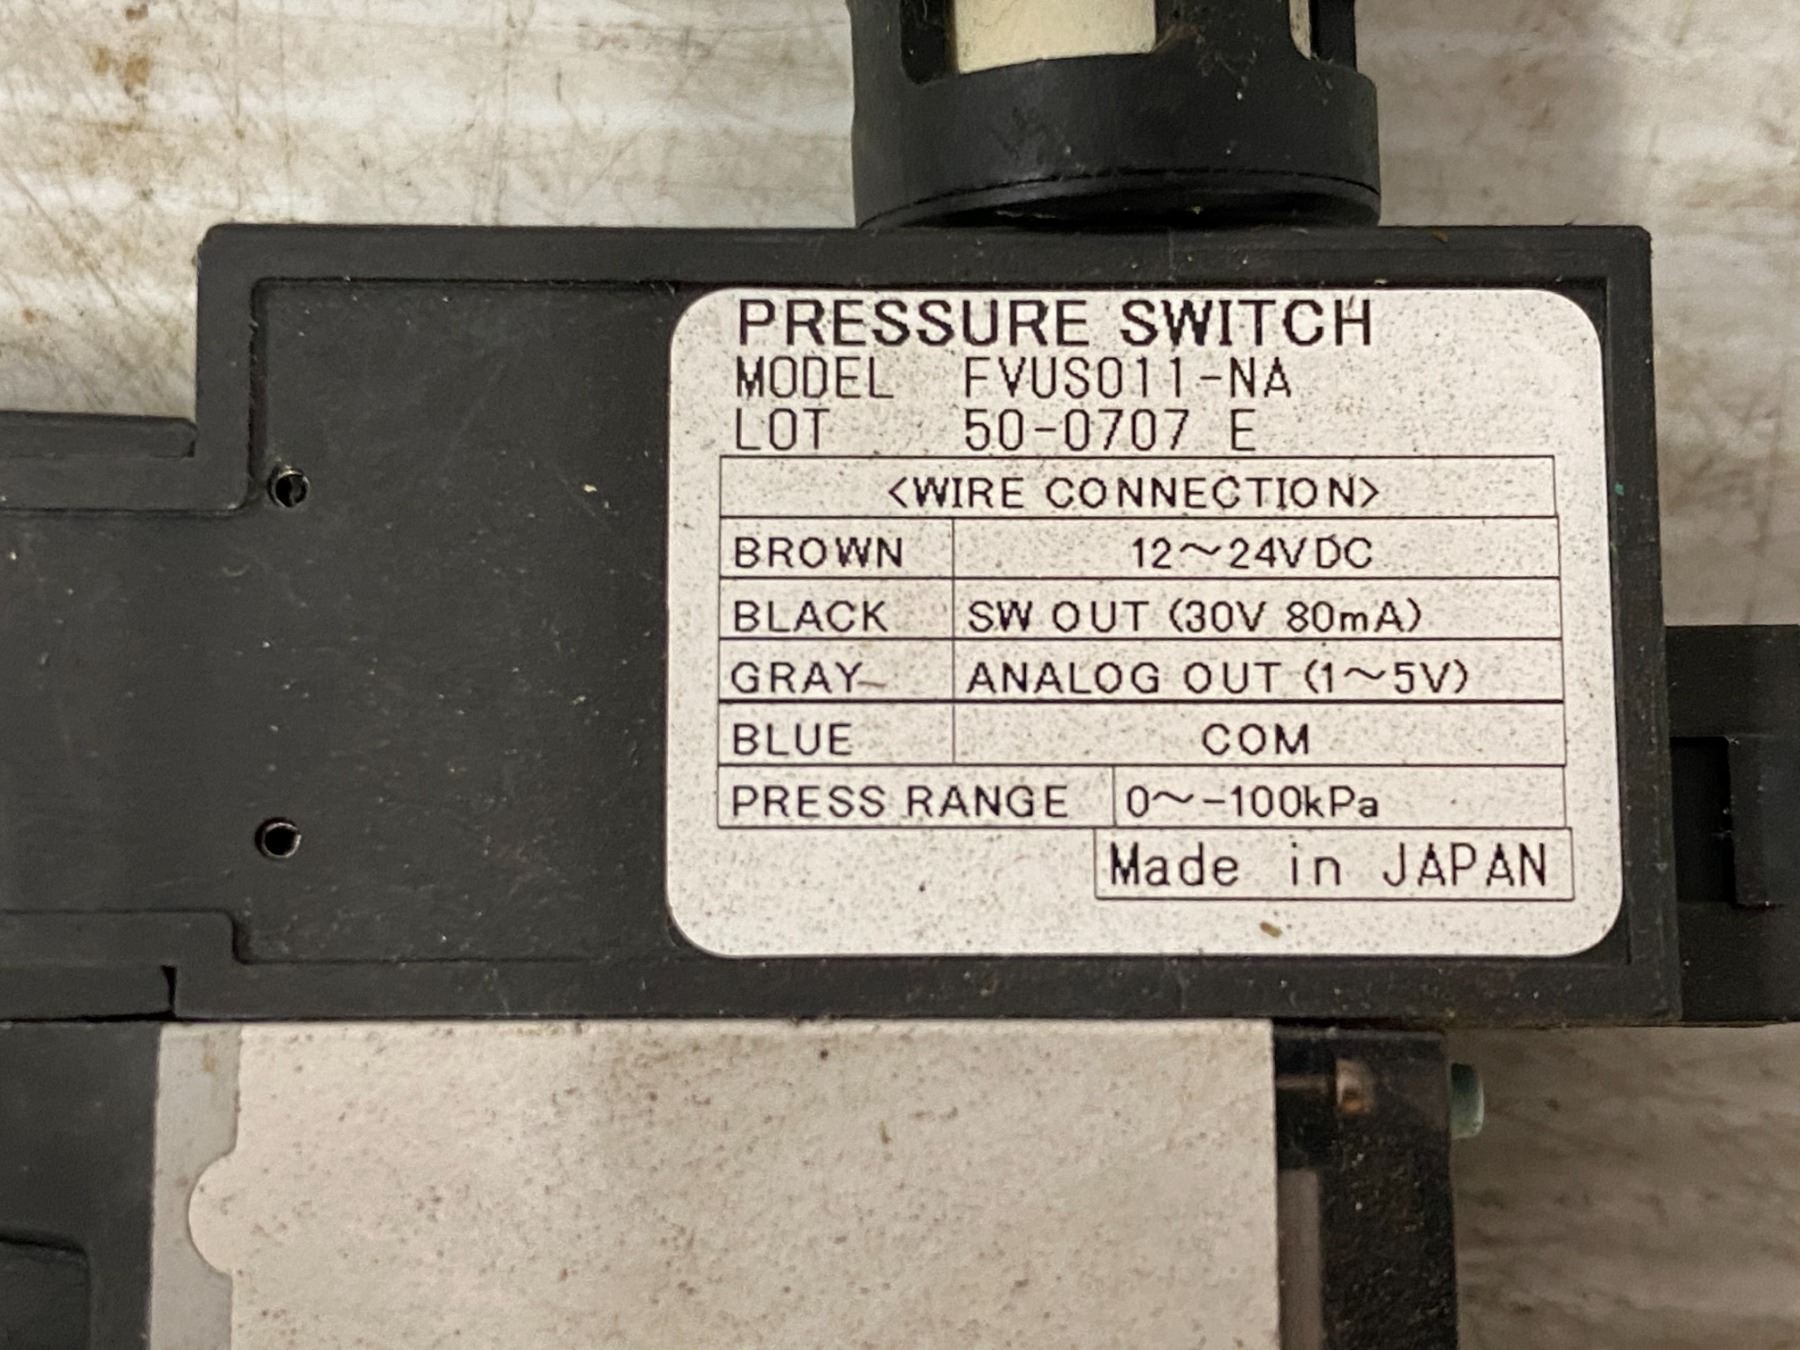 PRESSURE SWITCH
MODEL FVUS011-NA
LOT 50-0707 E
<WIRE CONNECTION>
BROWN 12~24VDC
BLACK SW OUT (30V 80mA)
GRAY ANALOG OUT (1~5V)
BLUE COM
PRESS RANGE 0~-100kPa
Made in JAPAN